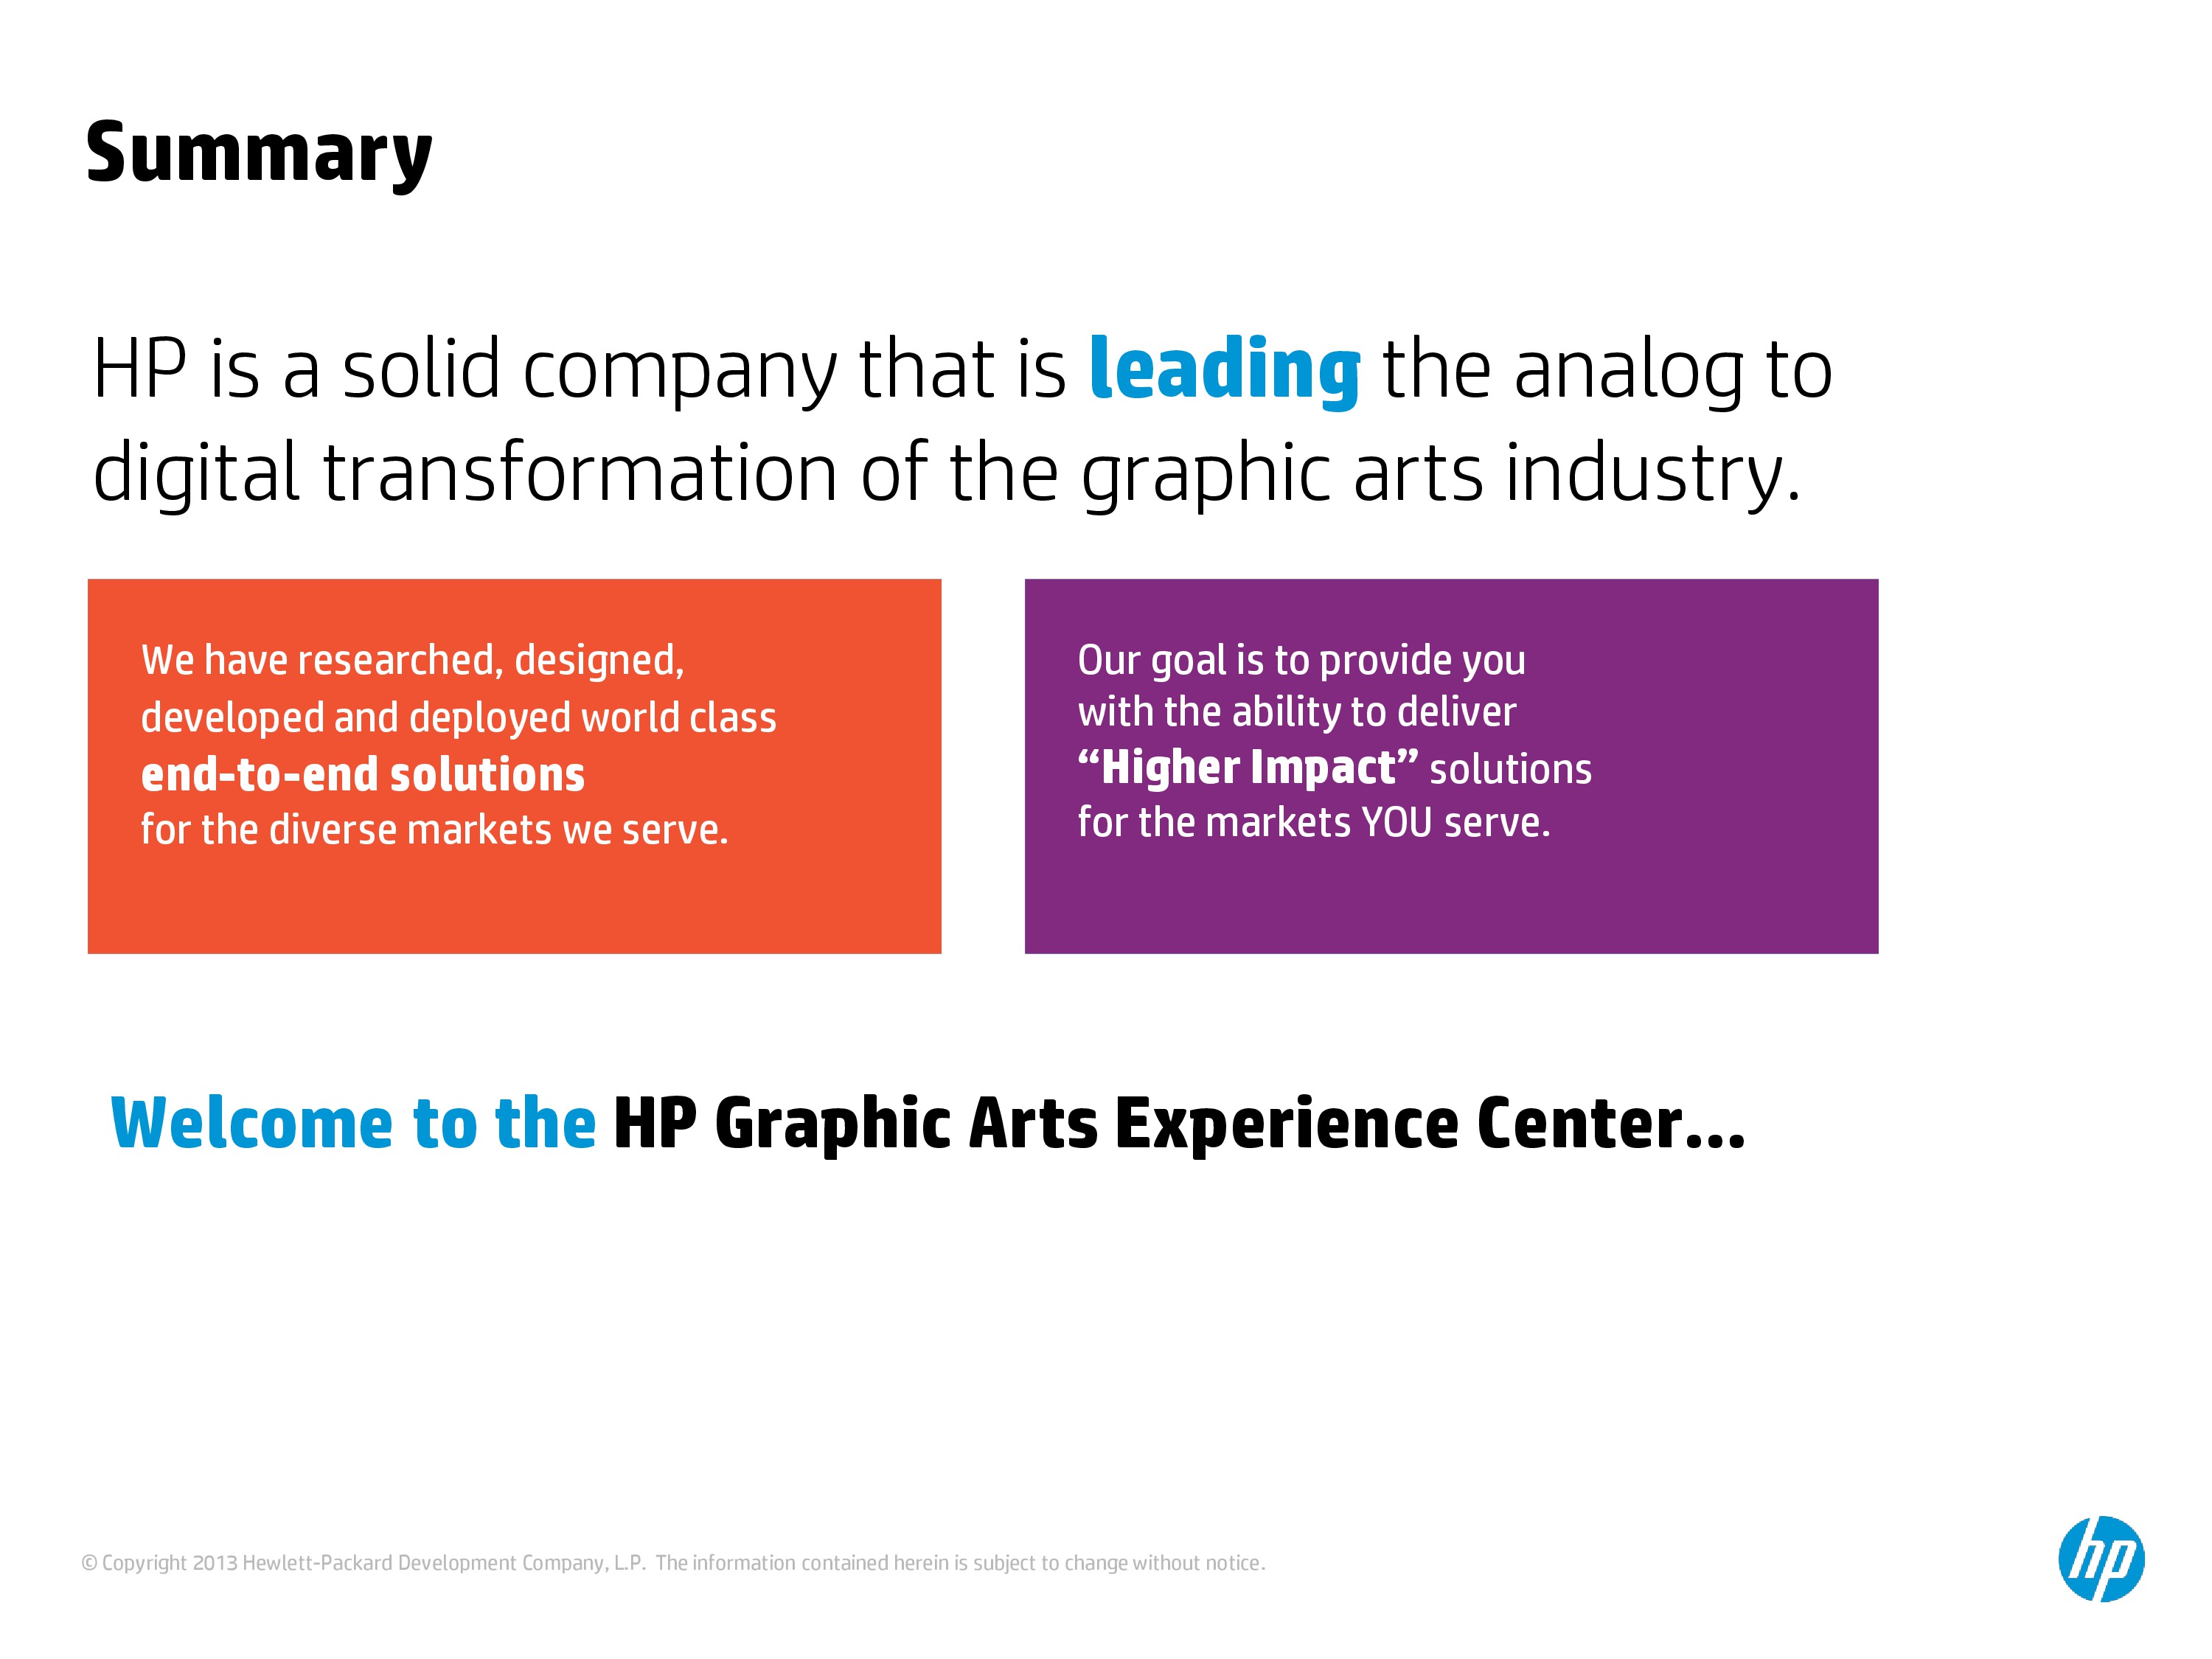 Summary
HP is a solid company that is leading the analog to
digital transformation of the graphic arts industry.
We have researched, designed,
developed and deployed world class
end-to-end solutions
for the diverse markets we serve.
Our goal is to provide you
with the ability to deliver
“Higher Impact” solutions
for the markets YOU serve.
Welcome to the HP Graphic Arts Experience Center...
© Copyright 2013 Hewlett-Packard Development Company, L.P. The information contained herein is subject to change without notice.
hp